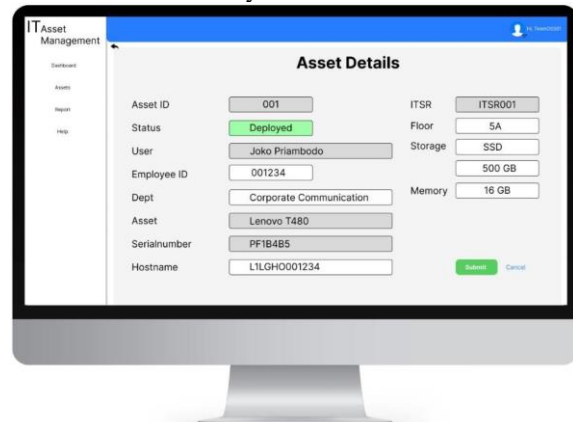 IT Asset
Management
Dashboard
Assets
Report
Help
Asset Details
Asset ID 001
Status Deployed
User Joko Priambodo
Employee ID 001234
Dept Corporate Communication
Asset Lenovo T480
Serialnumber PF1B4B5
Hostname L1LGHO001234
ITSR ITSR001
Floor 5A
Storage SSD
500 GB
Memory 16 GB
Submit Cancel